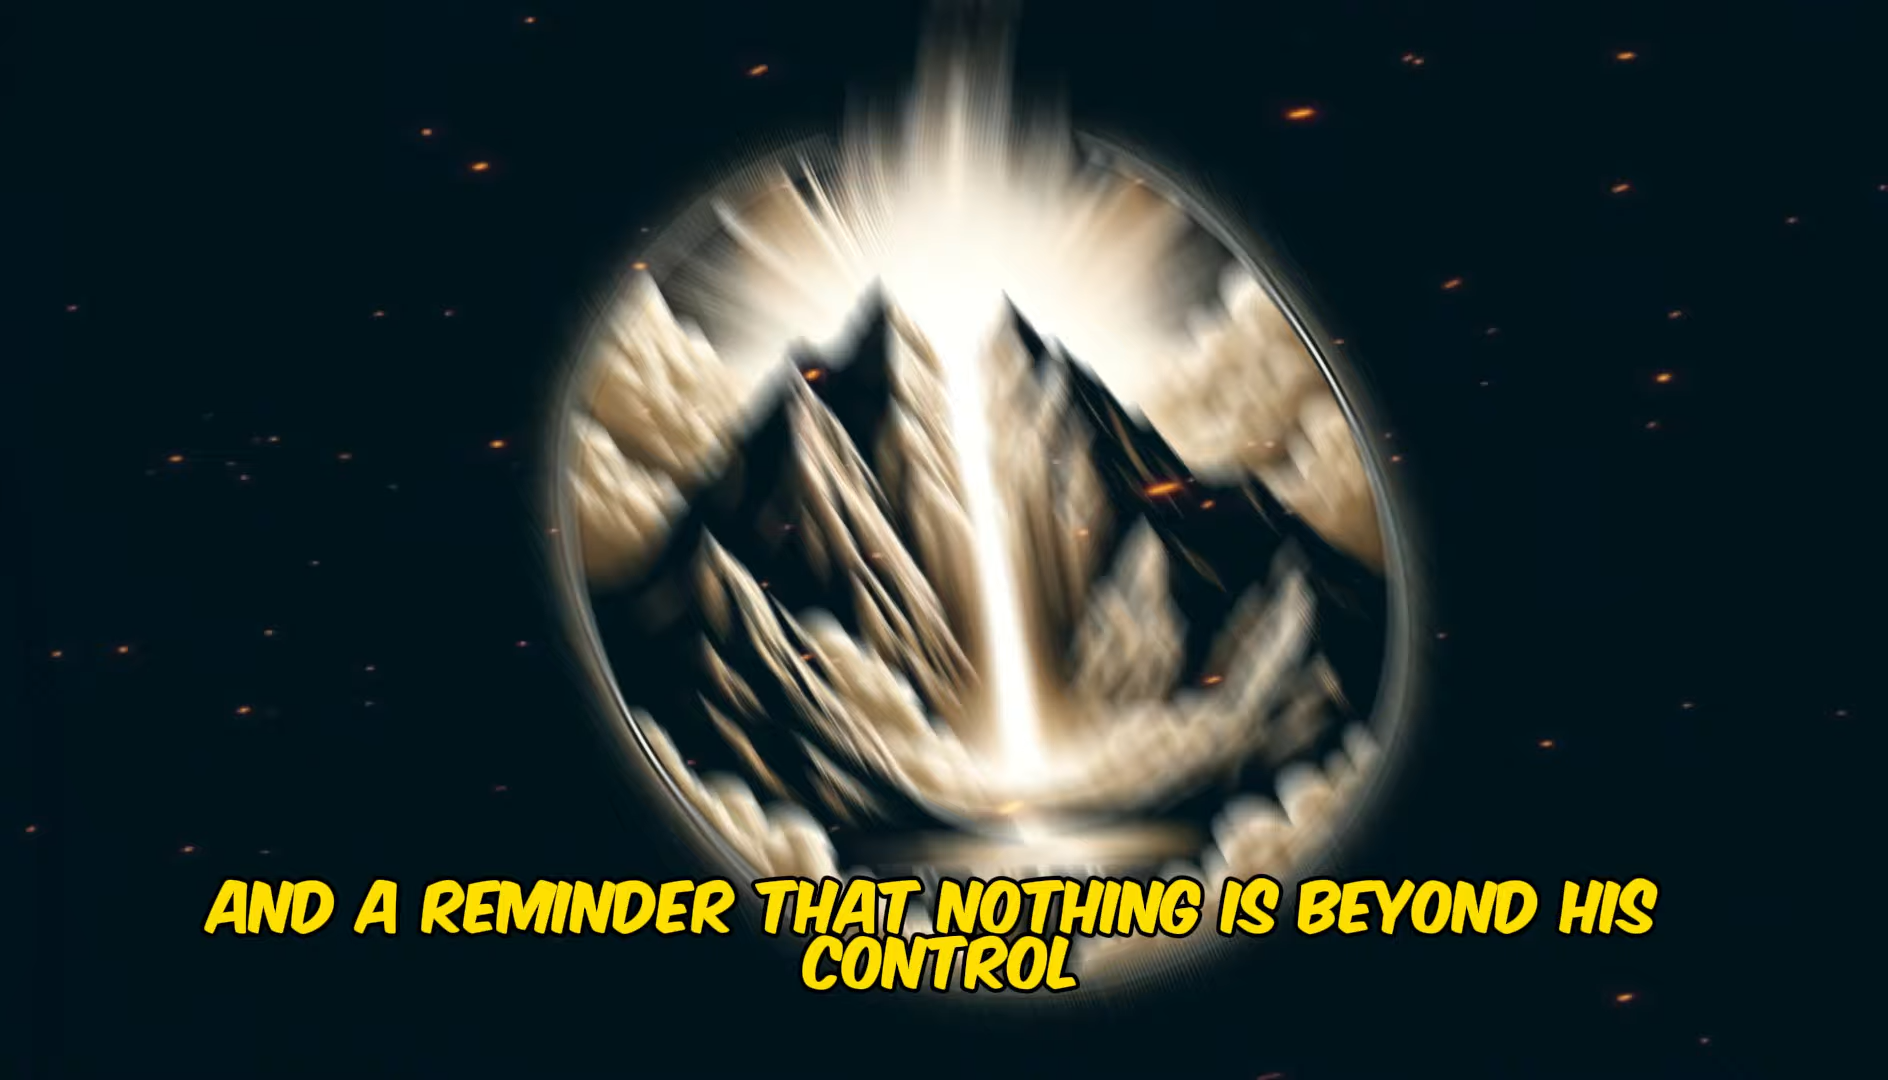 AND A REMINDER THAT NOTHING IS BEYOND HIS
CONTROL